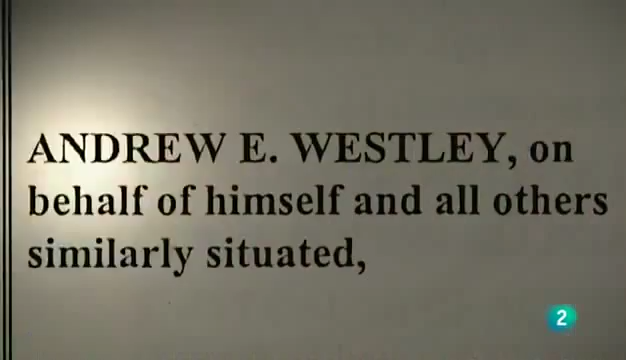 ANDREW E. WESTLEY, on
behalf of himself and all others
similarly situated,
2